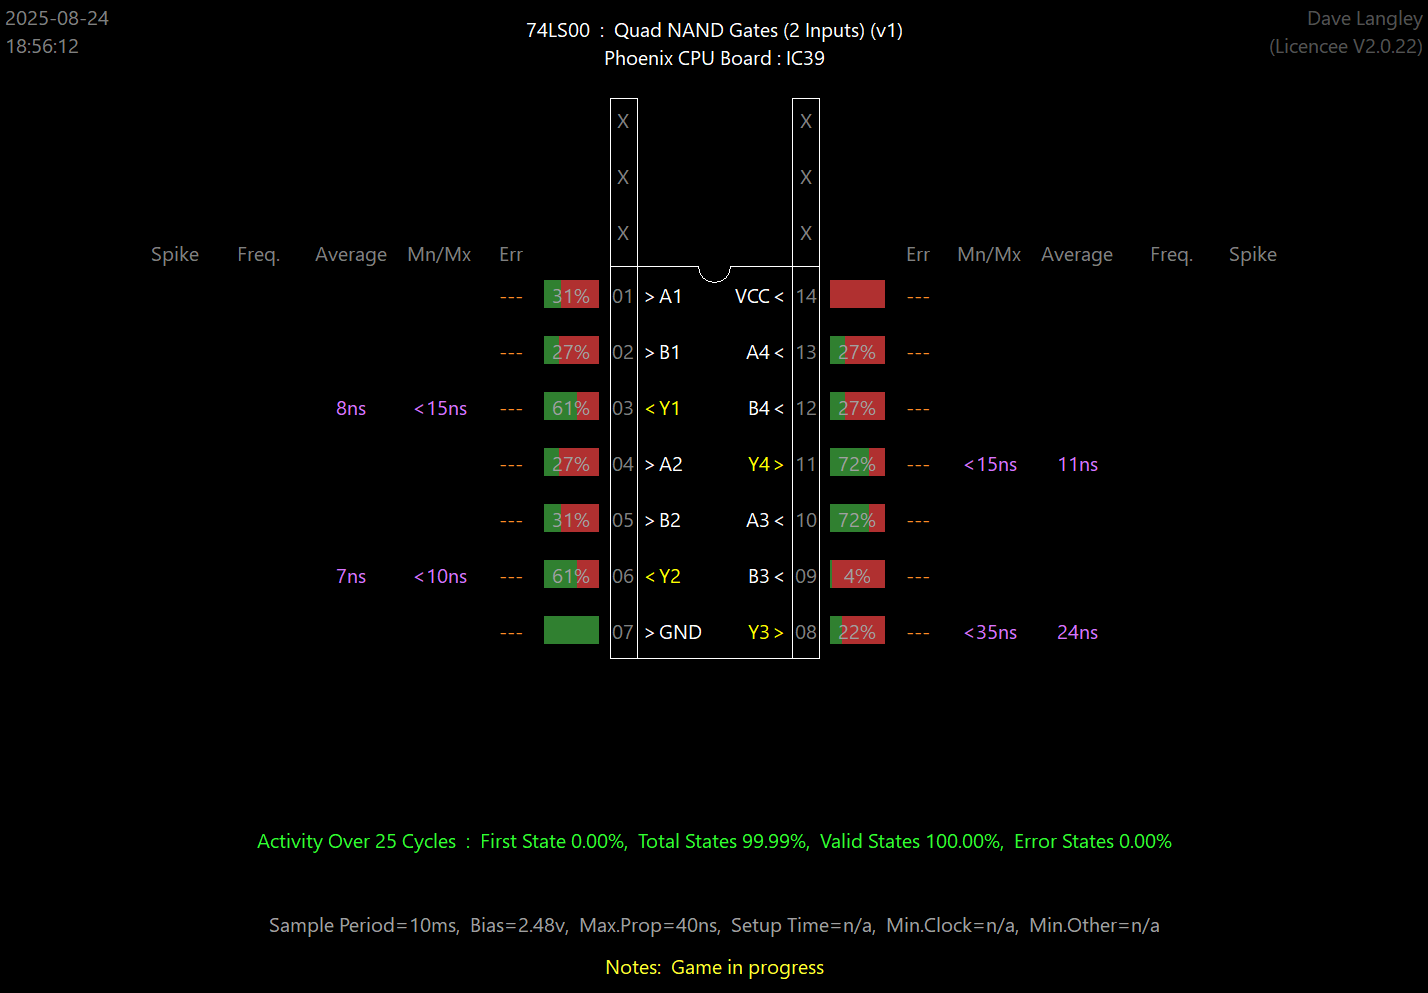 2025-08-24
18:56:12
74LS00 : Quad NAND Gates (2 Inputs) (v1)
Phoenix CPU Board : IC39
Dave Langley
(Licencee V2.0.22)
X X
X X
X X
Spike Freq. Average Mn/Mx Err Err Mn/Mx Average Freq. Spike
--- 31% 01 >A1 VCC< 14 ---
--- 27% 02 >B1 A4< 13 27% ---
8ns <15ns --- 61% 03 <Y1 B4< 12 27% ---
--- 27% 04 >A2 Y4> 11 72% --- <15ns 11ns
--- 31% 05 >B2 A3< 10 72% ---
7ns <10ns --- 61% 06 <Y2 B3< 09 4% ---
--- 07 >GND Y3> 08 22% --- <35ns 24ns
Activity Over 25 Cycles : First State 0.00%, Total States 99.99%, Valid States 100.00%, Error States 0.00%
Sample Period=10ms, Bias=2.48v, Max.Prop=40ns, Setup Time=n/a, Min.Clock=n/a, Min.Other=n/a
Notes: Game in progress